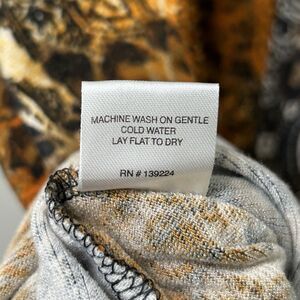 MACHINE WASH ON GENTLE
COLD WATER
LAY FLAT TO DRY
RN # 139224